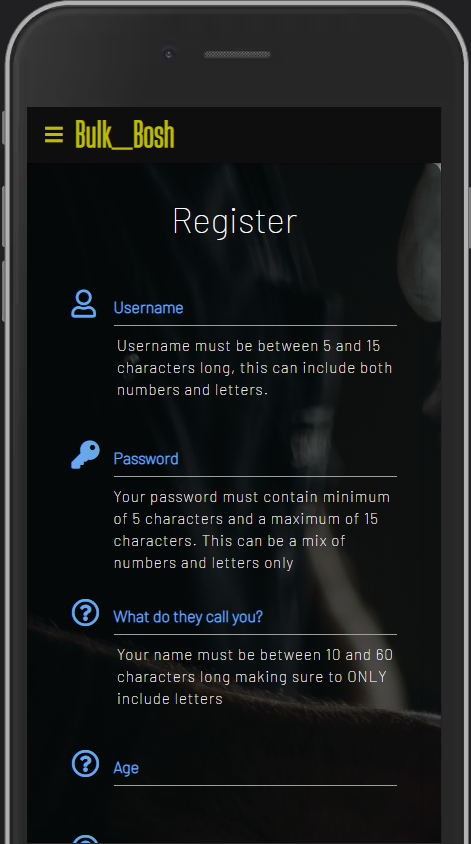 Bulk_Bosh
Register
Username
Username must be between 5 and 15
characters long, this can include both
numbers and letters.
Password
Your password must contain minimum
of 5 characters and a maximum of 15
characters. This can be a mix of
numbers and letters only
What do they call you?
Your name must be between 10 and 60
characters long making sure to ONLY
include letters
Age